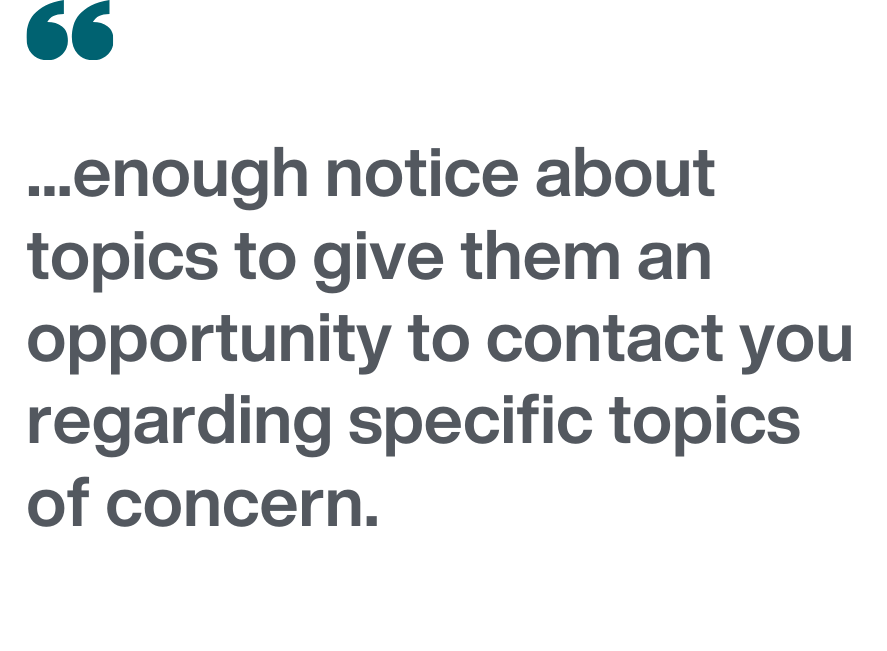 “
...enough notice about
topics to give them an
opportunity to contact you
regarding specific topics
of concern.